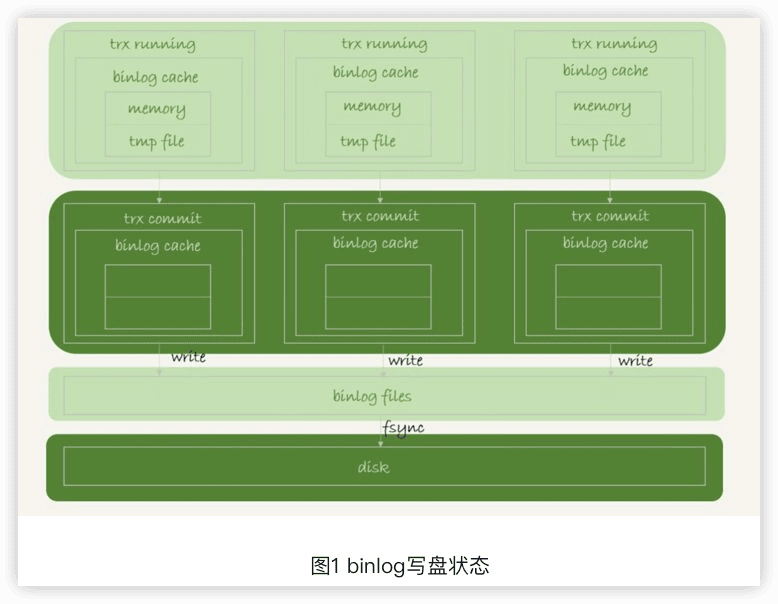 trx running
trx running
trx running
binlog cache
binlog cache
binlog cache
memory
memory
memory
tmp file
tmp file
tmp file
trx commit
trx commit
trx commit
binlog cache
binlog cache
binlog cache
write
write
write
binlog files
fsync
disk
图1 binlog写盘状态